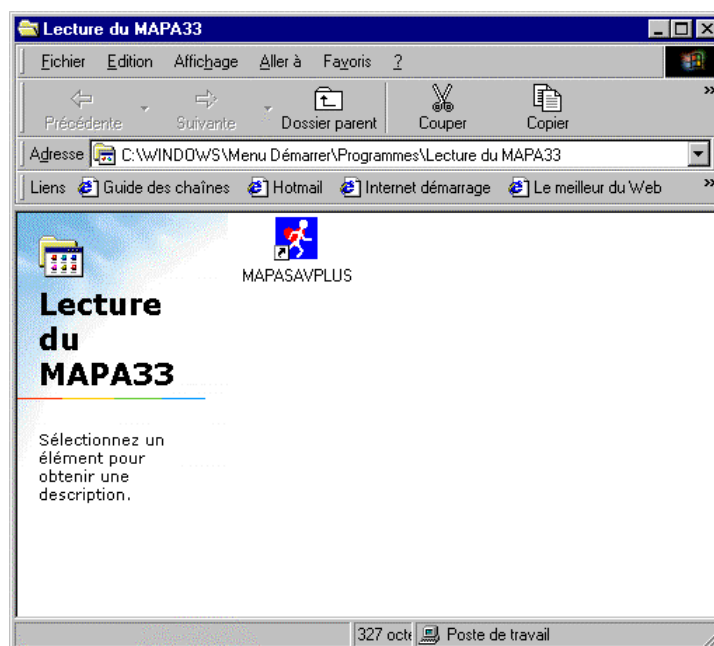 Lecture du MAPA33
Fichier Edition Affichage Aller à Favoris ?
Précédente Suivante Dossier parent Couper Copier »
Adresse C:\WINDOWS\Menu Démarrer\Programmes\Lecture du MAPA33
Liens Guide des chaînes Hotmail Internet démarrage Le meilleur du Web »
MAPASAVPLUS
Lecture
du
MAPA33
Sélectionnez un
élément pour
obtenir une
description.
327 octe Poste de travail